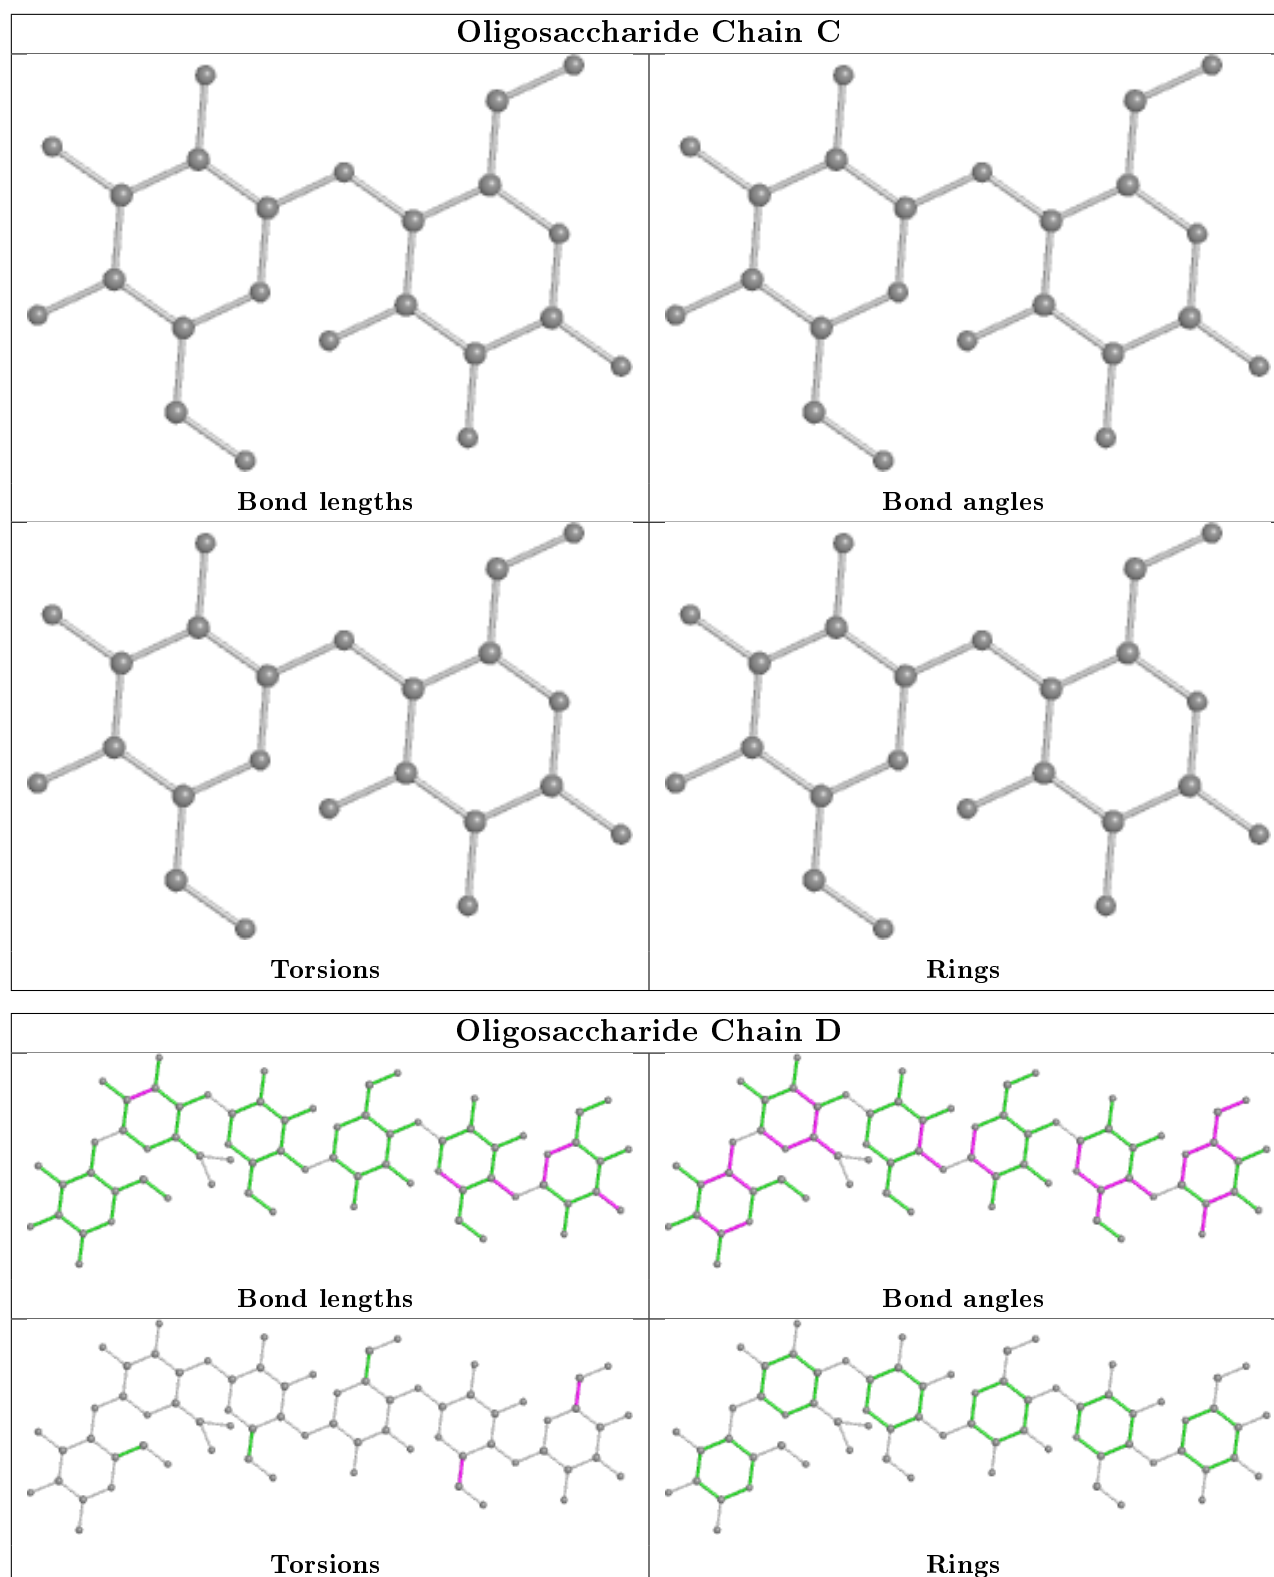 Oligosaccharide Chain C
Bond lengths
Bond angles
Torsions
Rings
Oligosaccharide Chain D
Bond lengths
Bond angles
Torsions
Rings